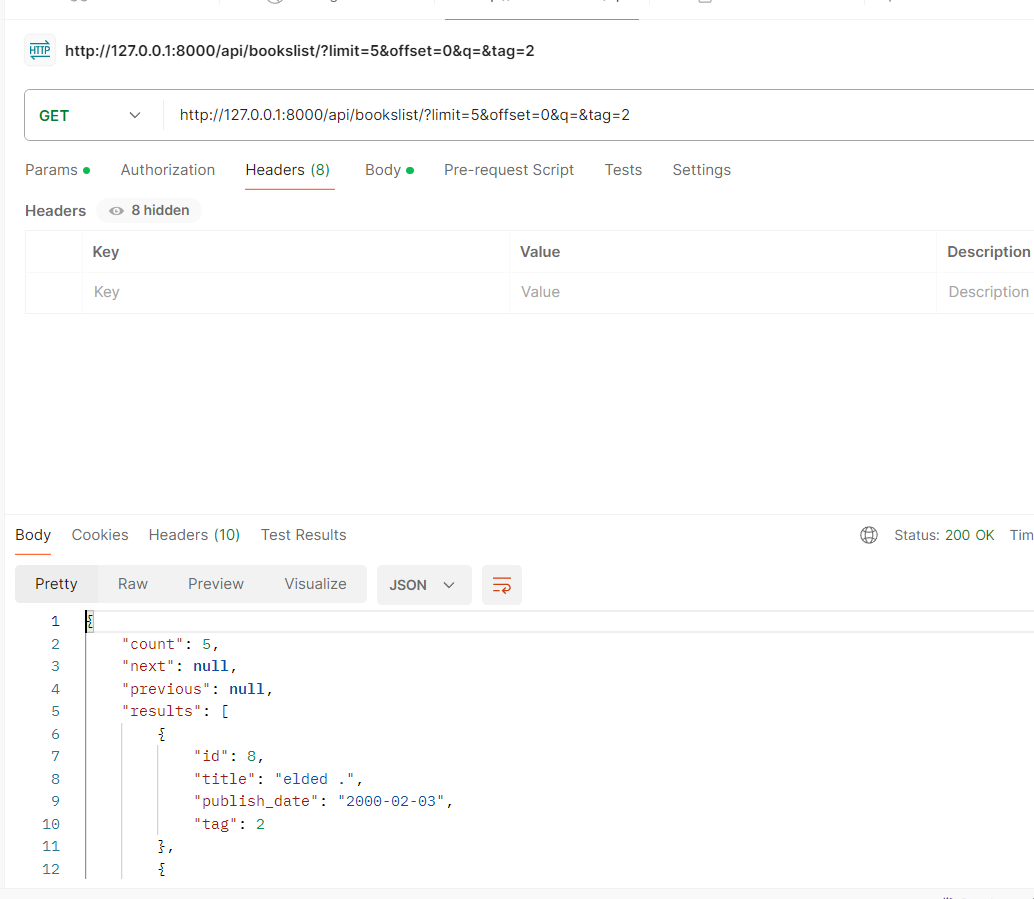 HTTP http://127.0.0.1:8000/api/bookslist/?limit=5&offset=0&q=&tag=2
GET http://127.0.0.1:8000/api/bookslist/?limit=5&offset=0&q=&tag=2
Params Authorization Headers (8) Body Pre-request Script Tests Settings
Headers 8 hidden
Key Value Description
Key Value Description
Body Cookies Headers (10) Test Results Status: 200 OK Tim
Pretty Raw Preview Visualize JSON
1 {
2 "count": 5,
3 "next": null,
4 "previous": null,
5 "results": [
6 {
7 "id": 8,
8 "title": "elded .",
9 "publish_date": "2000-02-03",
10 "tag": 2
11 },
12 {